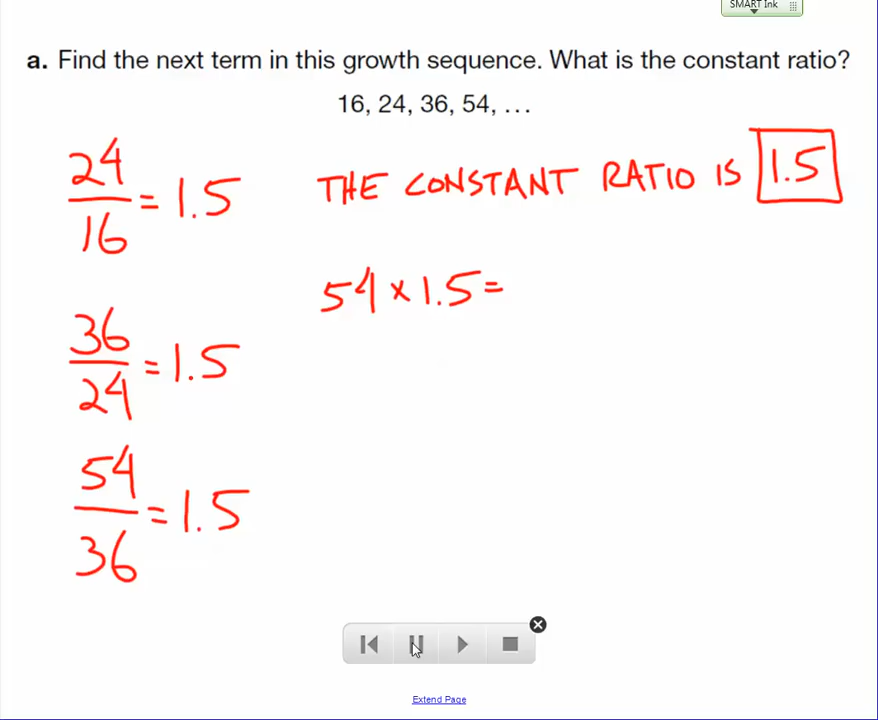 SMART Ink
a. Find the next term in this growth sequence. What is the constant ratio?
16, 24, 36, 54, ...
24/16 = 1.5
THE CONSTANT RATIO IS 1.5
54 × 1.5 =
36/24 = 1.5
54/36 = 1.5
Extend Page